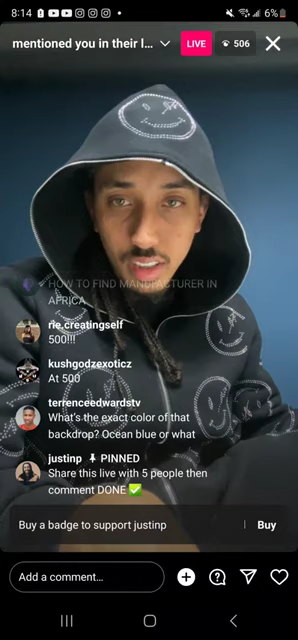 8:14
6%
mentioned you in their l...
LIVE
506
HOW TO FIND MANUFACTURER IN
AFRICA
rie.creatingself
500!!!
kushgodzexoticz
At 500
terrenceedwardstv
What's the exact color of that
backdrop? Ocean blue or what
justinp PINNED
Share this live with 5 people then
comment DONE ✅
Buy a badge to support justinp
Buy
Add a comment...